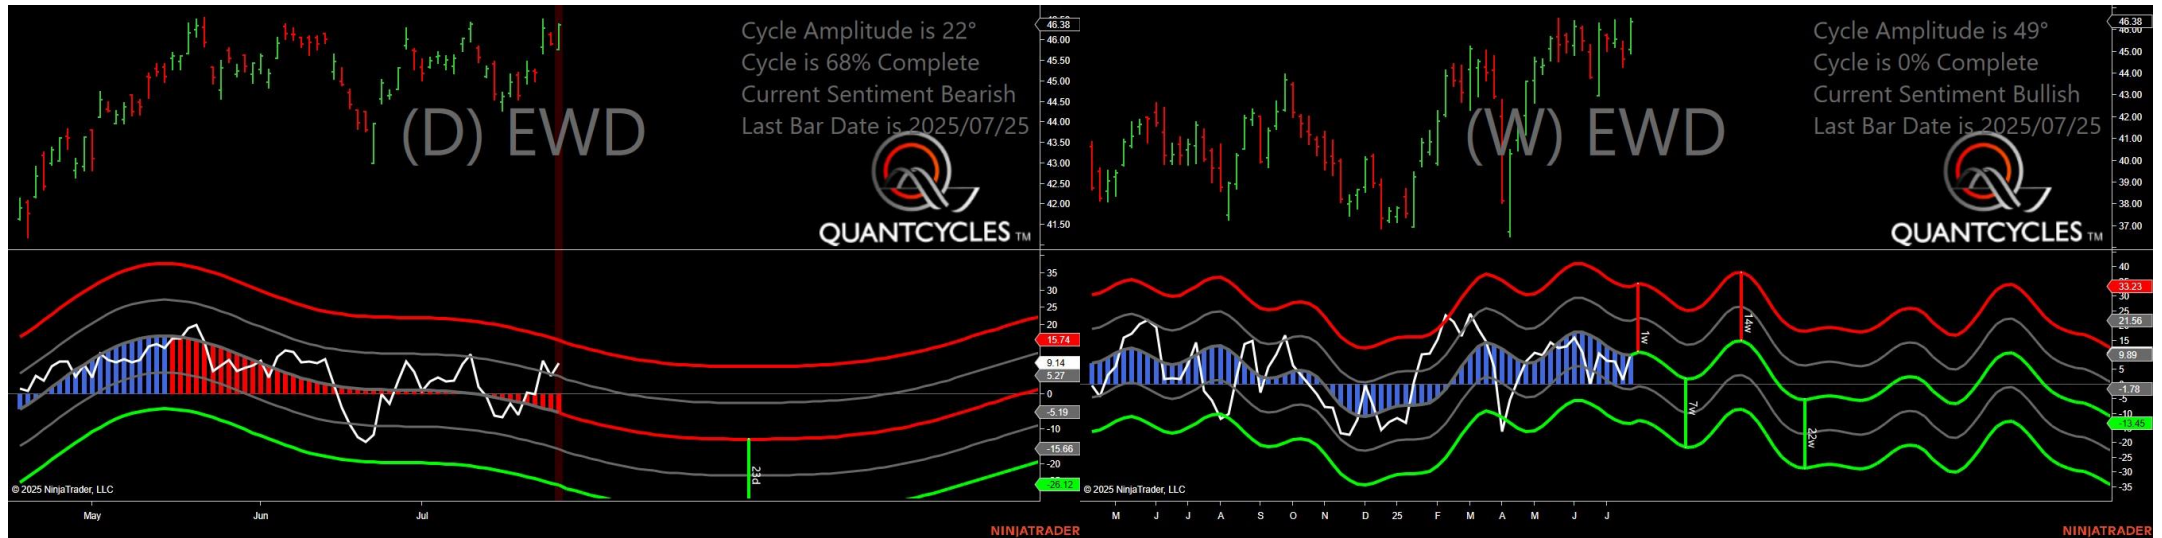 Cycle Amplitude is 22°
Cycle is 68% Complete
Current Sentiment Bearish
Last Bar Date is 2025/07/25
(D) EWD
QUANTCYCLES TM
46.38
46.00
45.50
45.00
44.50
44.00
43.50
43.00
42.50
42.00
41.50
35
30
25
20
15.74
9.14
5.27
0
-5.19
-10
-15.66
-20
-26.12
23d
© 2025 NinjaTrader, LLC
May
Jun
Jul
NINJATRADER
Cycle Amplitude is 49°
Cycle is 0% Complete
Current Sentiment Bullish
Last Bar Date is 2025/07/25
(W) EWD
QUANTCYCLES TM
46.38
46.00
45.00
44.00
43.00
42.00
41.00
40.00
39.00
38.00
37.00
40
33.23
30
21.56
15
9.89
5
-1.78
-5
-10
-13.45
-20
-25
-30
-35
1w
14w
7w
22w
© 2025 NinjaTrader, LLC
M
J
J
A
S
O
N
D
25
F
M
A
M
J
J
NINJATRADER